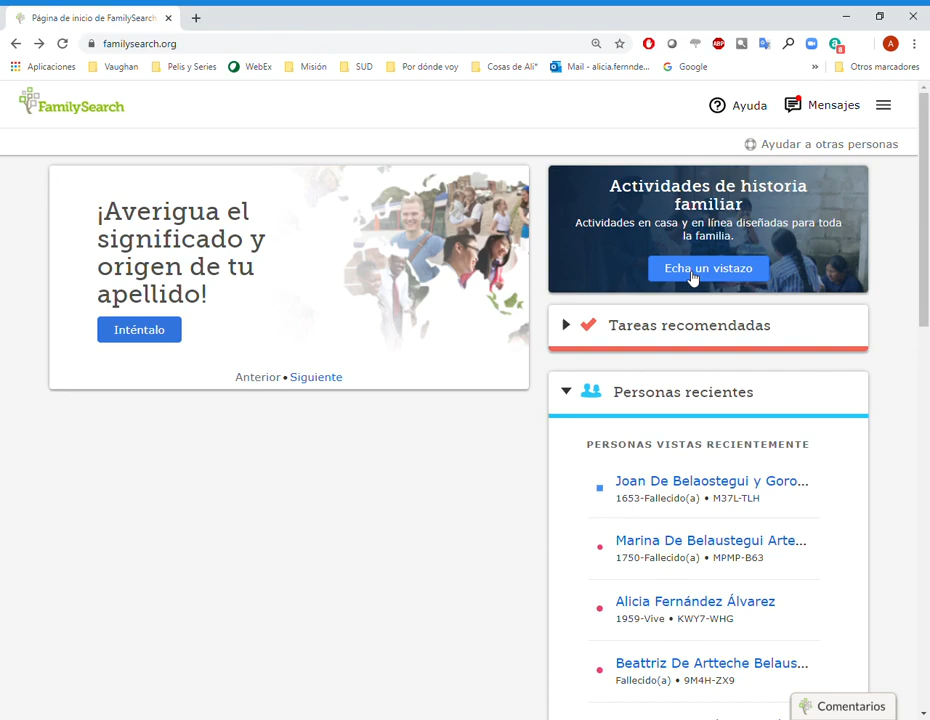 Página de inicio de FamilySearch
familysearch.org
ABP
8
A
Aplicaciones
Vaughan
Pelis y Series
WebEx
Misión
SUD
Por dónde voy
Cosas de Ali*
Mail - alicia.fernnde...
Google
»
Otros marcadores
FamilySearch
Ayuda
Mensajes
Ayudar a otras personas
¡Averigua el
significado y
origen de tu
apellido!
Inténtalo
Anterior • Siguiente
Actividades de historia
familiar
Actividades en casa y en línea diseñadas para toda
la familia.
Echa un vistazo
Tareas recomendadas
Personas recientes
PERSONAS VISTAS RECIENTEMENTE
Joan De Belaostegui y Goro...
1653-Fallecido(a) • M37L-TLH
Marina De Belaustegui Arte...
1750-Fallecido(a) • MPMP-B63
Alicia Fernández Álvarez
1959-Vive • KWY7-WHG
Beattriz De Artteche Belaus...
Fallecido(a) • 9M4H-ZX9
Comentarios